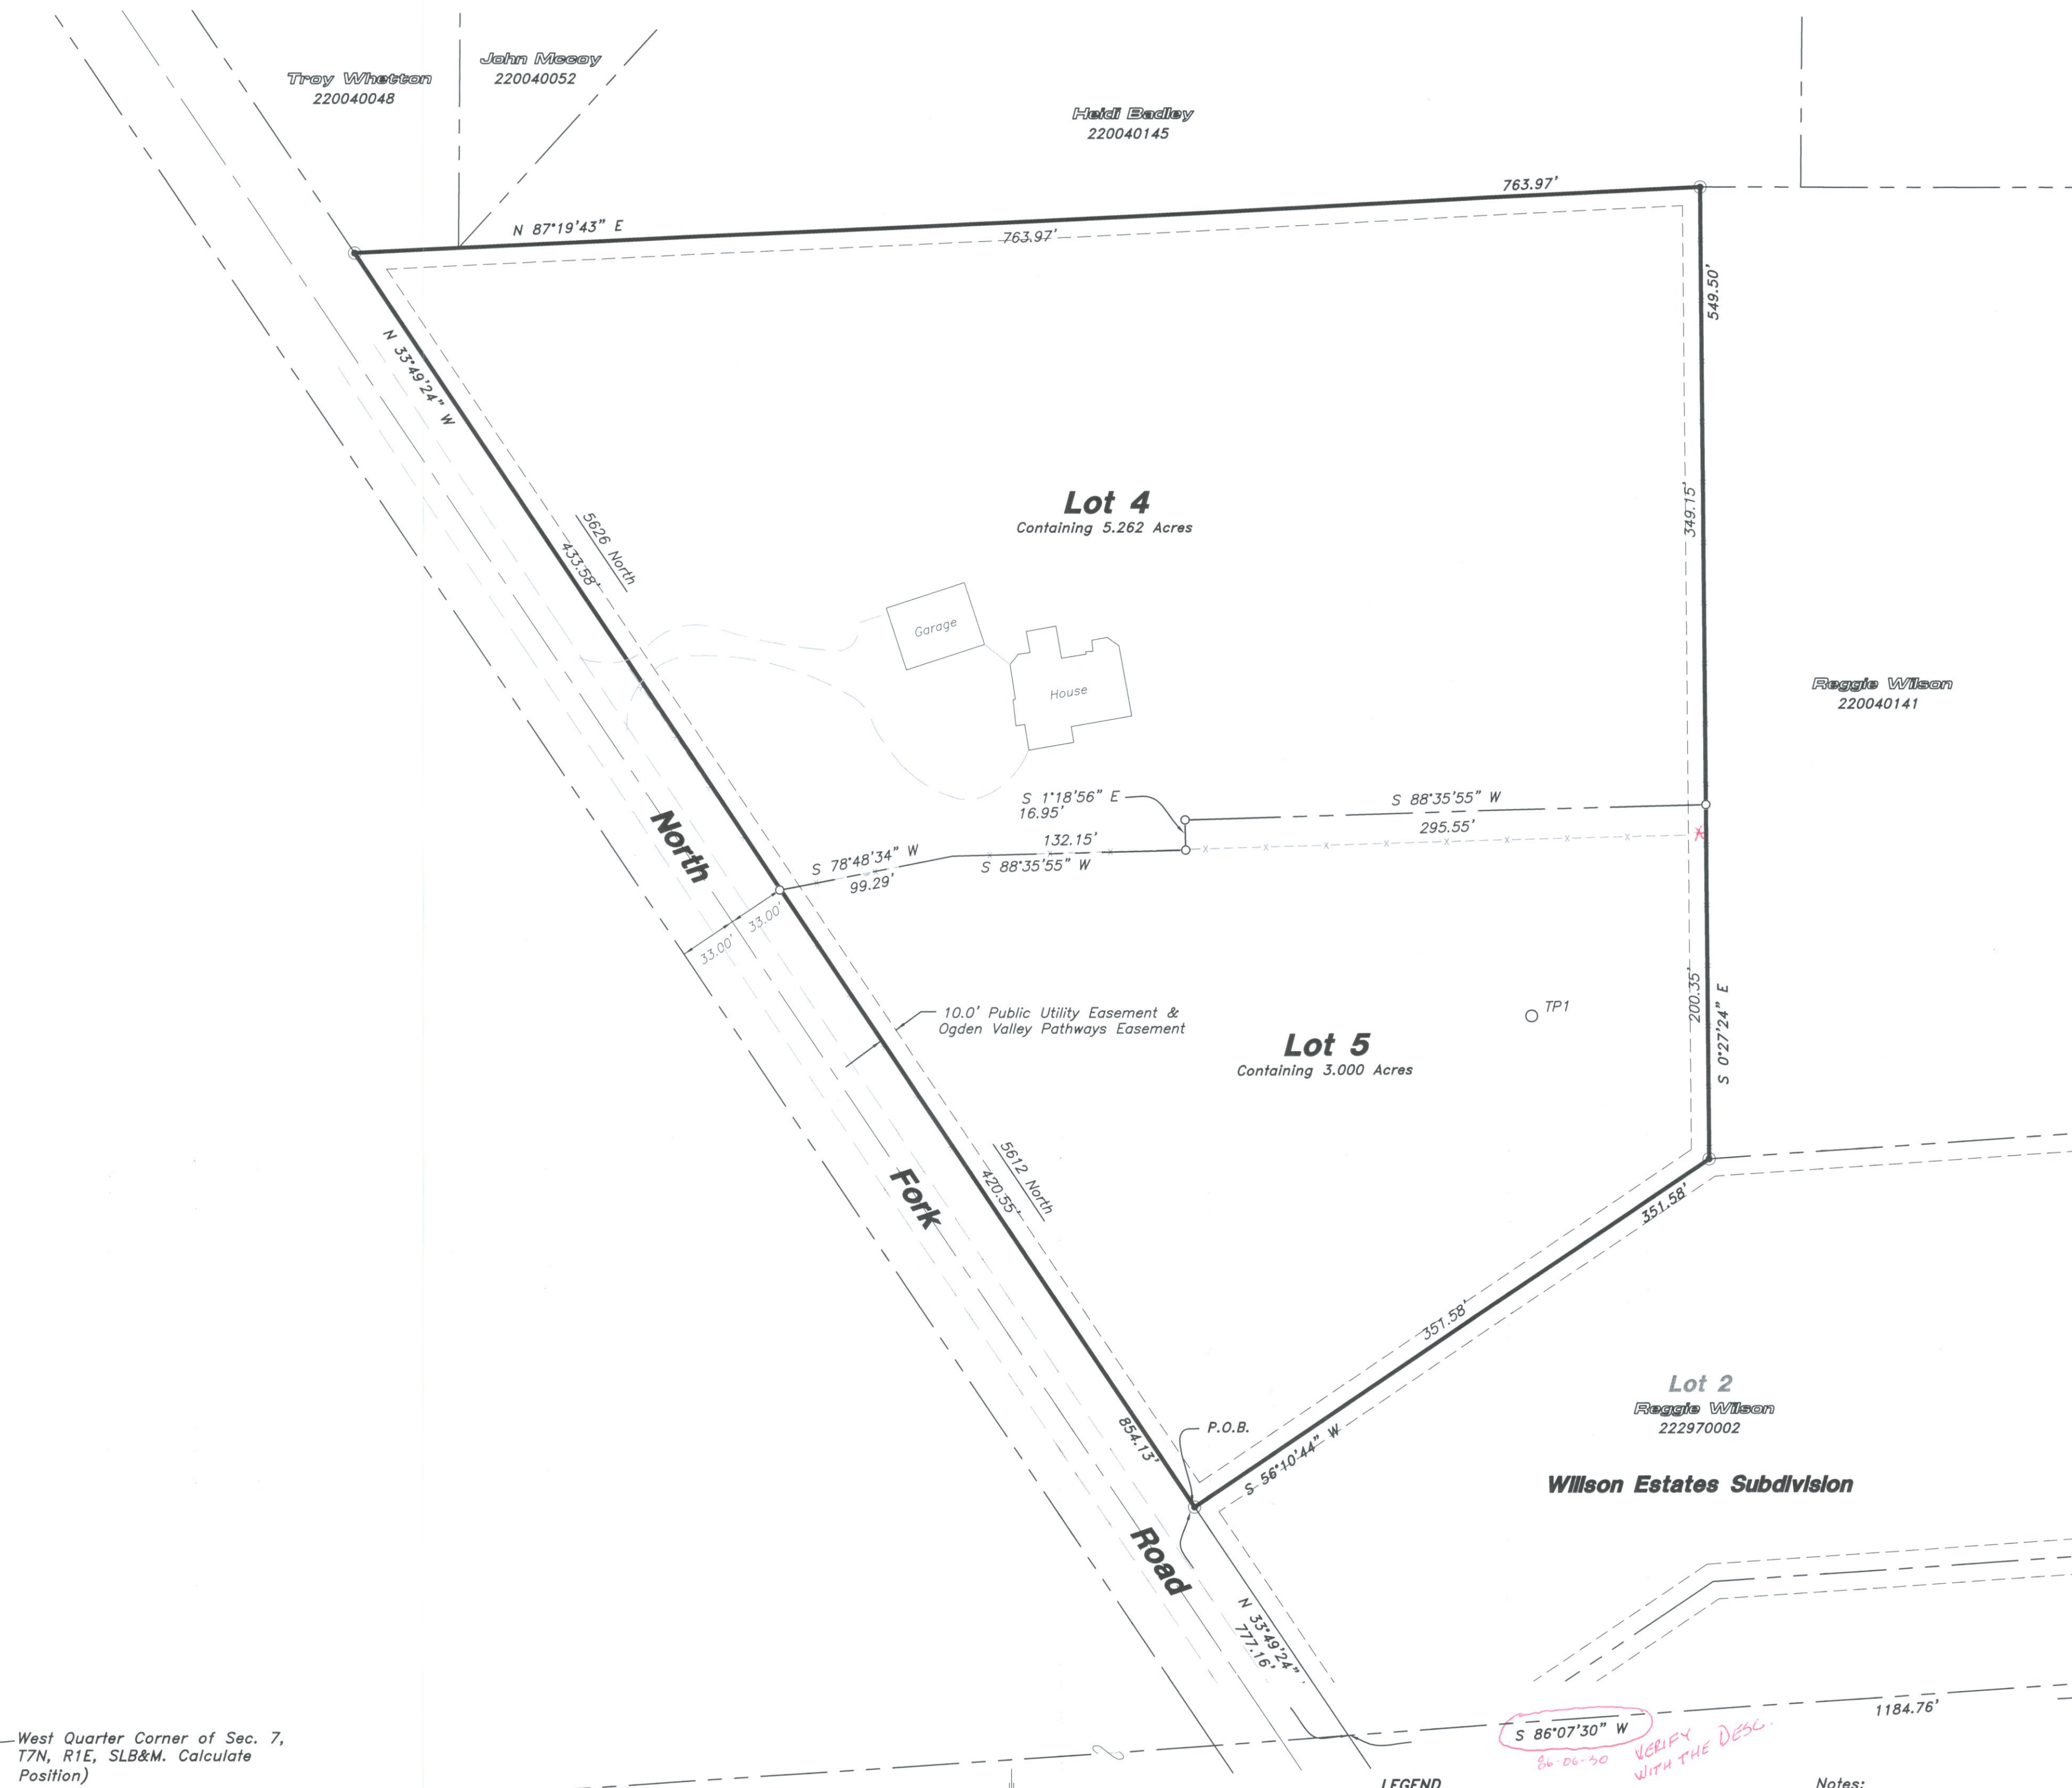 Troy Whetton
220040048
John Mccoy
220040052
Heidi Badley
220040145
763.97'
N 87°19'43" E
763.97'
549.50'
N 33°49'24" W
Lot 4
Containing 5.262 Acres
349.15'
5626 North
433.58'
Garage
House
Reggie Wilson
220040141
S 1°18'56" E
16.95'
S 88°35'55" W
295.55'
132.15'
S 88°35'55" W
S 78°48'34" W
99.29'
North
33.00'
33.00'
10.0' Public Utility Easement &
Ogden Valley Pathways Easement
TP1
200.35'
S 0°27'24" E
Lot 5
Containing 3.000 Acres
5612 North
420.55'
Fork
351.58'
351.58'
854.13'
P.O.B.
S 56°10'44" W
Lot 2
Reggie Wilson
222970002
Willson Estates Subdivision
Road
N 33°49'24"
777.16'
1184.76'
S 86°07'30" W
86-06-30
VERIFY
WITH THE DESC.
West Quarter Corner of Sec. 7,
T7N, R1E, SLB&M. Calculate
Position)
LEGEND
Notes: